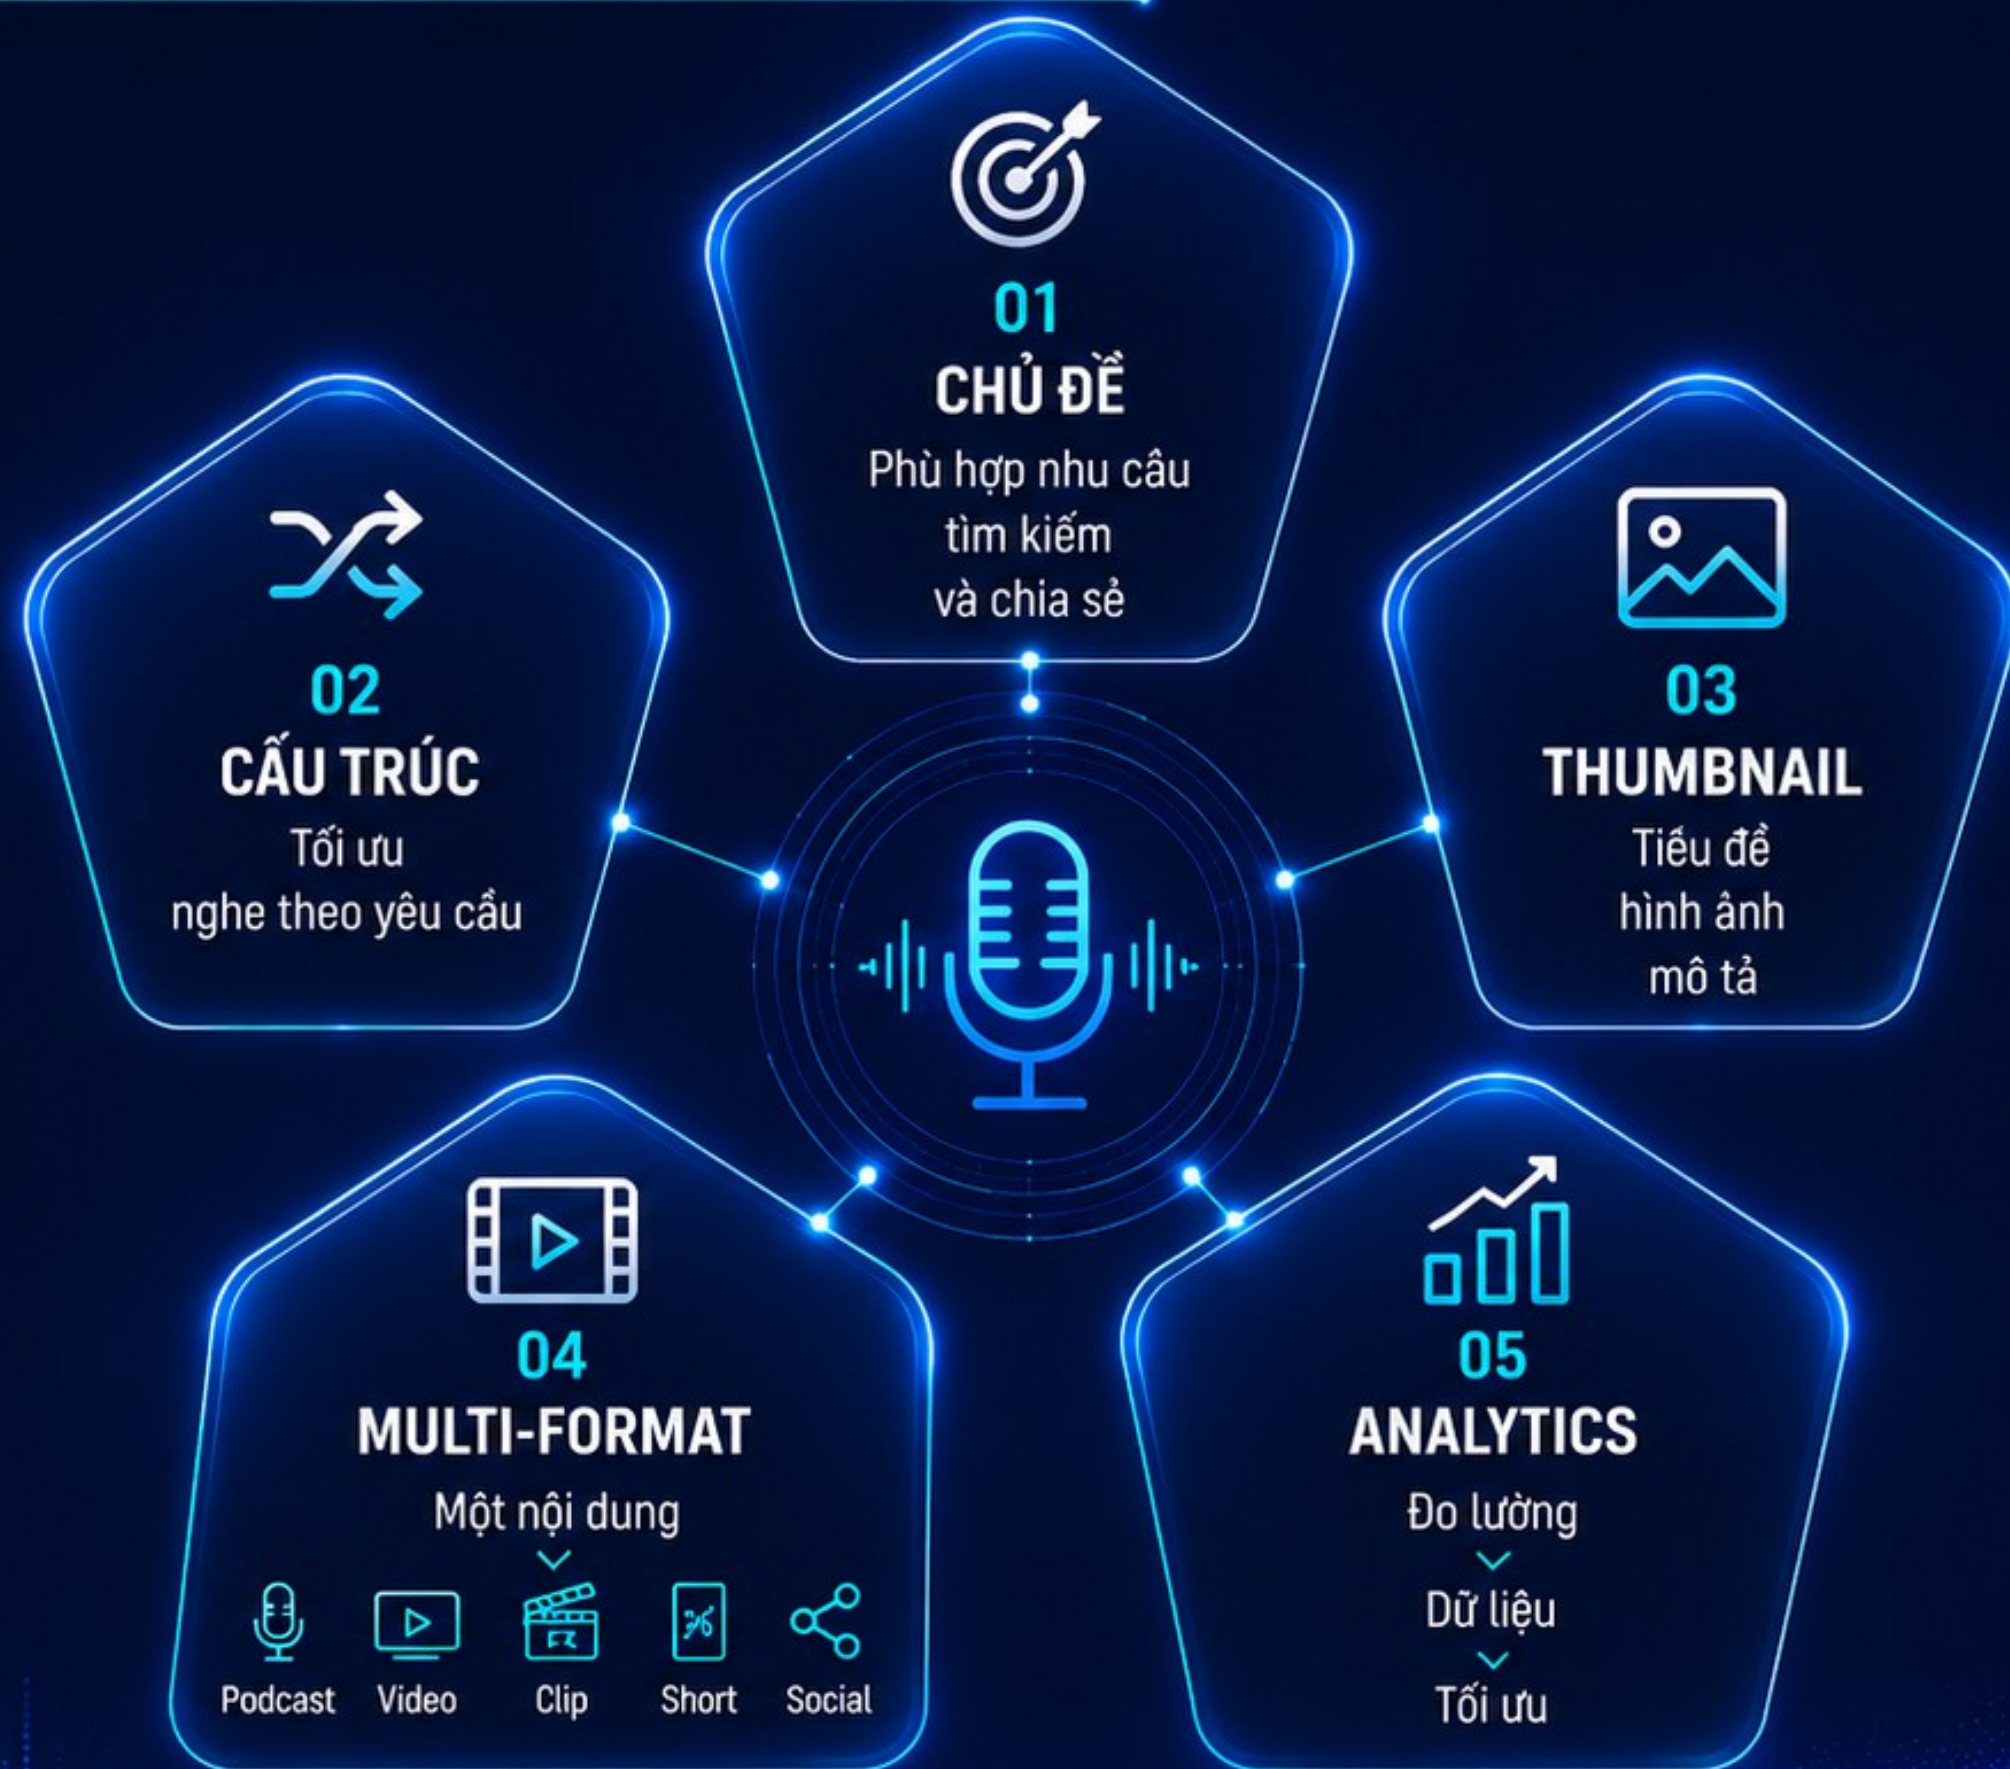 01
CHỦ ĐỀ
Phù hợp nhu câu
tìm kiếm
và chia sẻ
02
CẤU TRÚC
Tối ưu
nghe theo yêu cầu
03
THUMBNAIL
Tiếu đề
hình ảnh
mô tả
04
MULTI-FORMAT
Một nội dung
Podcast Video Clip Short Social
05
ANALYTICS
Đo lường
Dữ liệu
Tối ưu